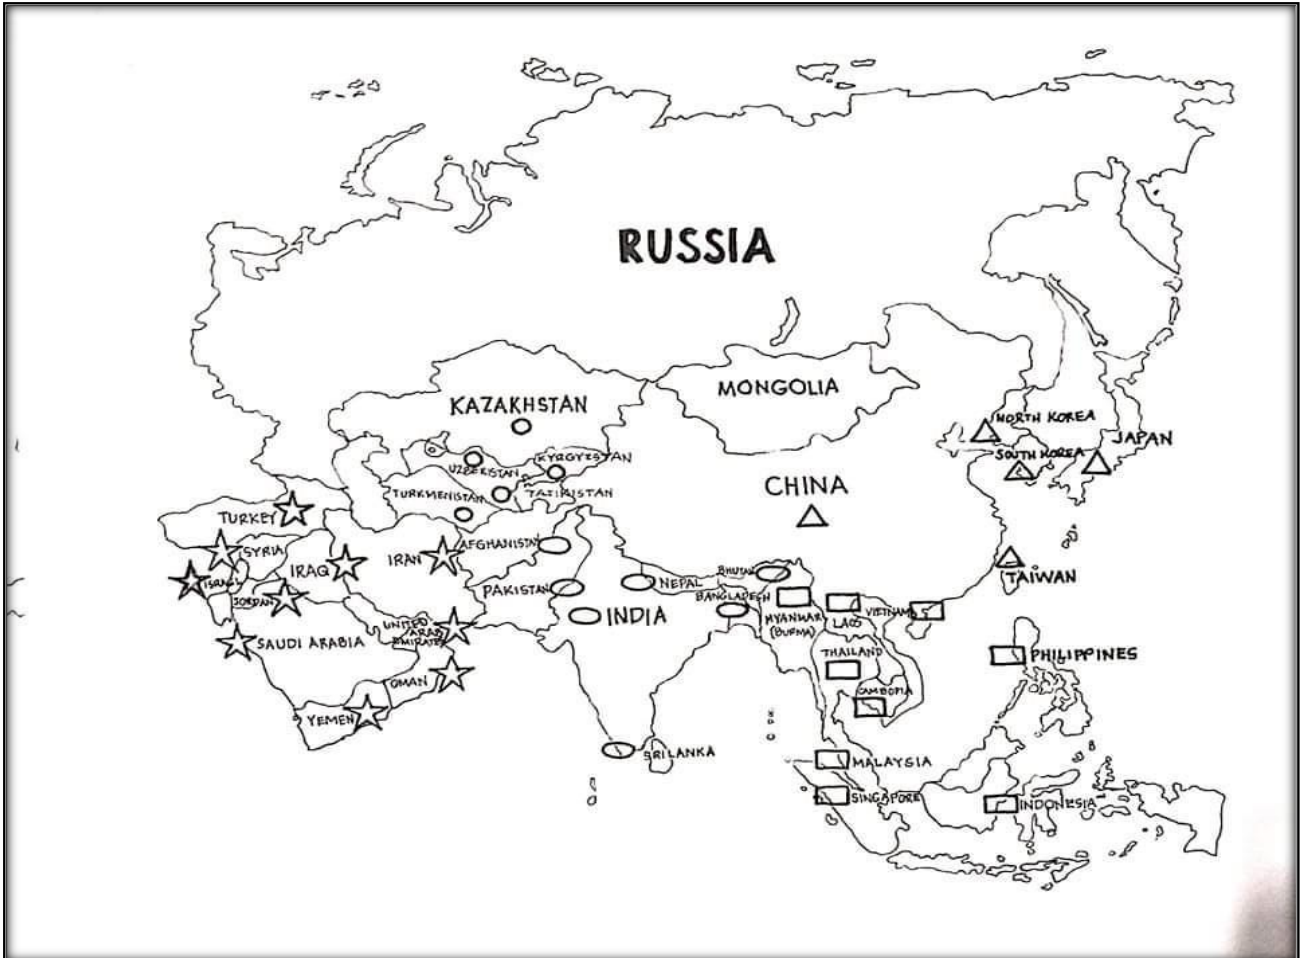 RUSSIA
MONGOLIA
KAZAKHSTAN
NORTH KOREA
JAPAN
SOUTH KOREA
UZBEKISTAN
KYRGYZSTAN
CHINA
TURKMENISTAN
TAJIKISTAN
TURKEY
SYRIA
IRAQ
IRAN
AFGHANISTAN
ISRAEL
JORDAN
PAKISTAN
NEPAL
BHUTAN
TAIWAN
BANGLADESH
INDIA
MYANMAR
(BURMA)
LAOS
VIETNAM
UNITED
ARAB
EMIRATES
SAUDI ARABIA
THAILAND
PHILIPPINES
OMAN
CAMBODIA
YEMEN
SRI LANKA
MALAYSIA
SINGAPORE
INDONESIA